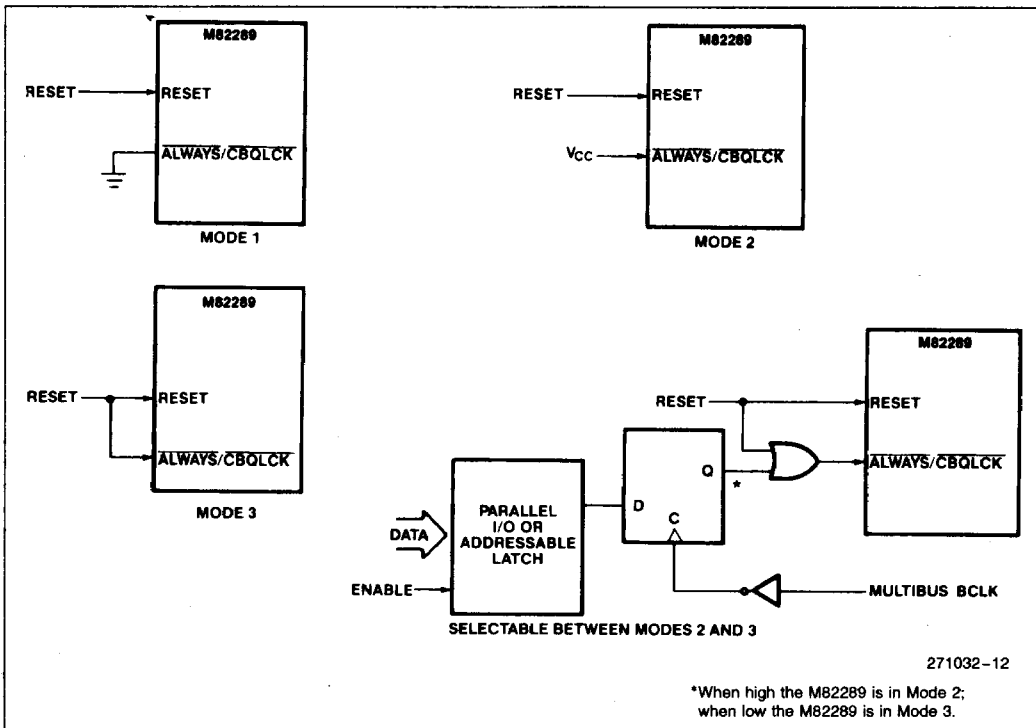 M82289
RESET
RESET
ALWAYS/CBQLCK
MODE 1
M82289
RESET
RESET
VCC
ALWAYS/CBQLCK
MODE 2
M82289
RESET
RESET
ALWAYS/CBQLCK
MODE 3
M82289
RESET
RESET
ALWAYS/CBQLCK
Q
*
D
C
PARALLEL
I/O OR
ADDRESSABLE
LATCH
DATA
ENABLE
MULTIBUS BCLK
SELECTABLE BETWEEN MODES 2 AND 3
271032-12
*When high the M82289 is in Mode 2;
when low the M82289 is in Mode 3.